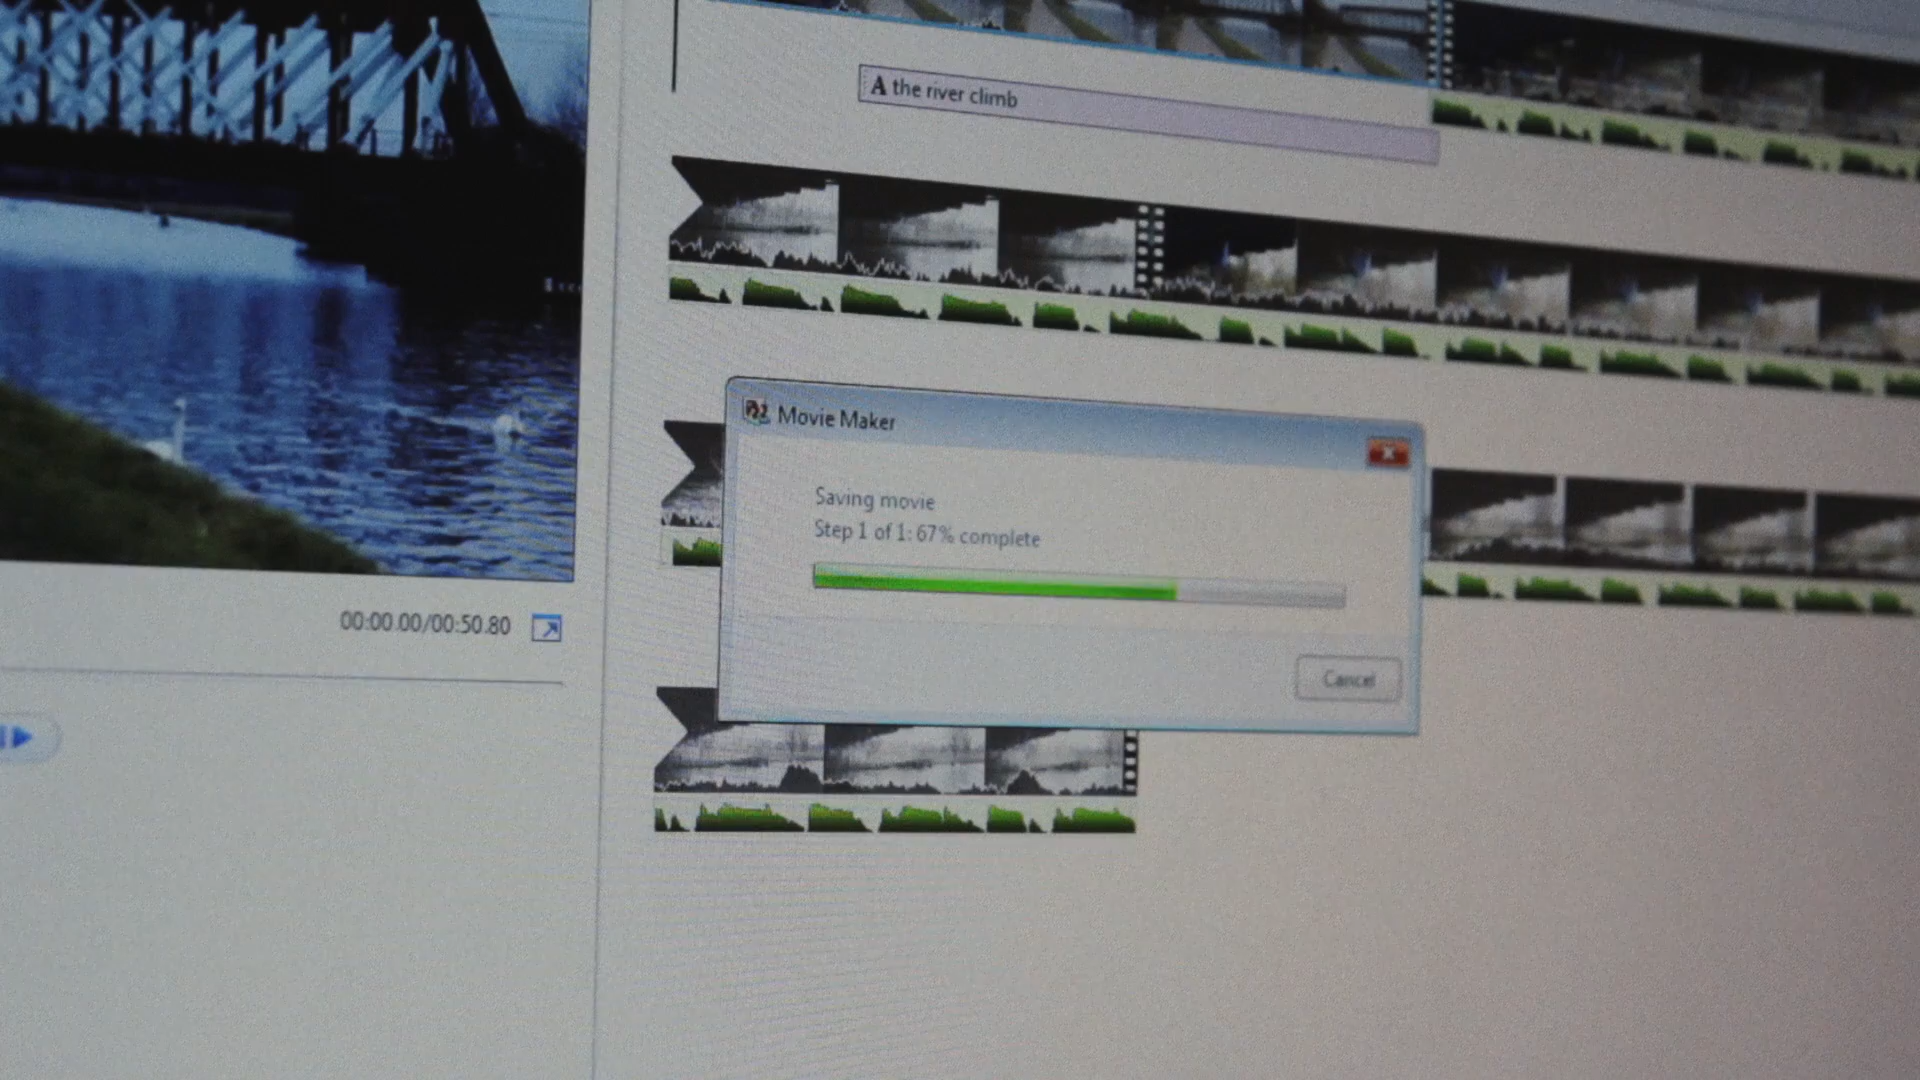 A the river climb
Movie Maker
Saving movie
Step 1 of 1: 67% complete
00:00.00/00:50.80
Cancel